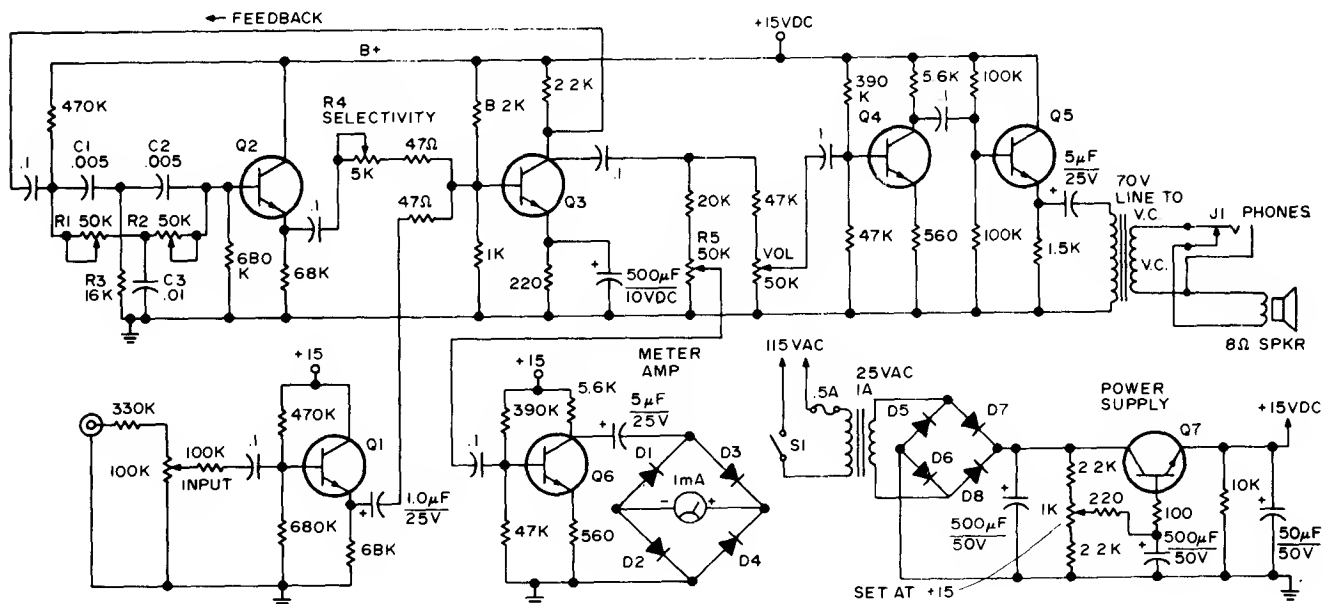 ← FEEDBACK
+15VDC
B+
470K
R4
SELECTIVITY
5K
47Ω
47Ω
8 2K
2 2K
390
K
5.6K
100K
Q4
.1
Q5
5µF
25V
70V
LINE TO
V.C.
V.C.
J1
PHONES
8Ω SPKR
.1
C1
.005
C2
.005
Q2
.1
Q3
.1
20K
47K
.1
R1
50K
R2
50K
R3
16K
C3
.01
680
K
68K
1K
220
500µF
10VDC
R5
50K
VOL
50K
47K
560
100K
1.5K
+15
330K
100K
100K
INPUT
.1
470K
Q1
680K
68K
1.0µF
25V
METER
AMP
+15
390K
5.6K
5µF
25V
.1
Q6
47K
560
D1
D3
1mA
- +
D2
D4
115VAC
.5A
25VAC
1A
S1
D5
D7
D6
D8
POWER
SUPPLY
Q7
+15VDC
500µF
50V
2 2K
1K
220
100
2 2K
500µF
50V
10K
50µF
50V
SET AT +15